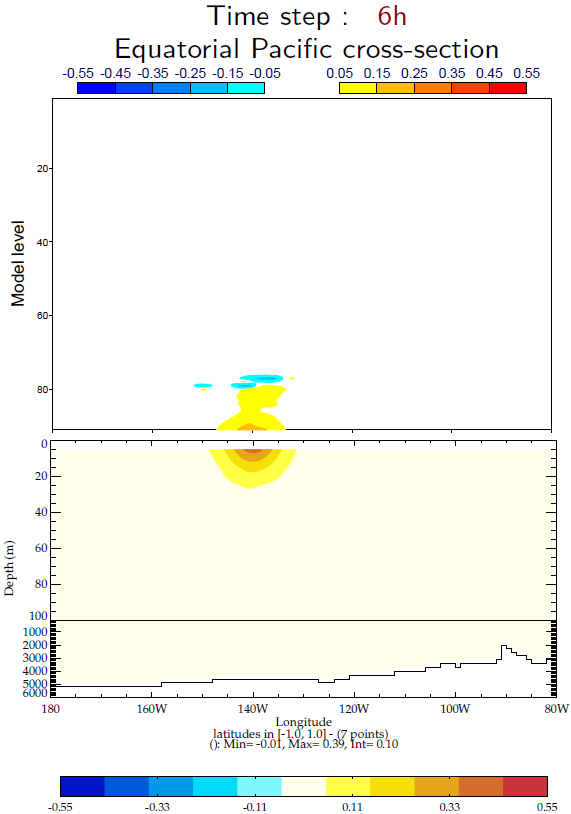 Time step : 6h
Equatorial Pacific cross-section
-0.55 -0.45 -0.35 -0.25 -0.15 -0.05 0.05 0.15 0.25 0.35 0.45 0.55
Model level
20
40
60
80
Depth (m)
0
20
40
60
80
100
1000
2000
3000
4000
5000
6000
180 160W 140W 120W 100W 80W
Longitude
latitudes in [-1.0, 1.0] - (7 points)
(): Min= -0.01, Max= 0.39, Int= 0.10
-0.55 -0.33 -0.11 0.11 0.33 0.55